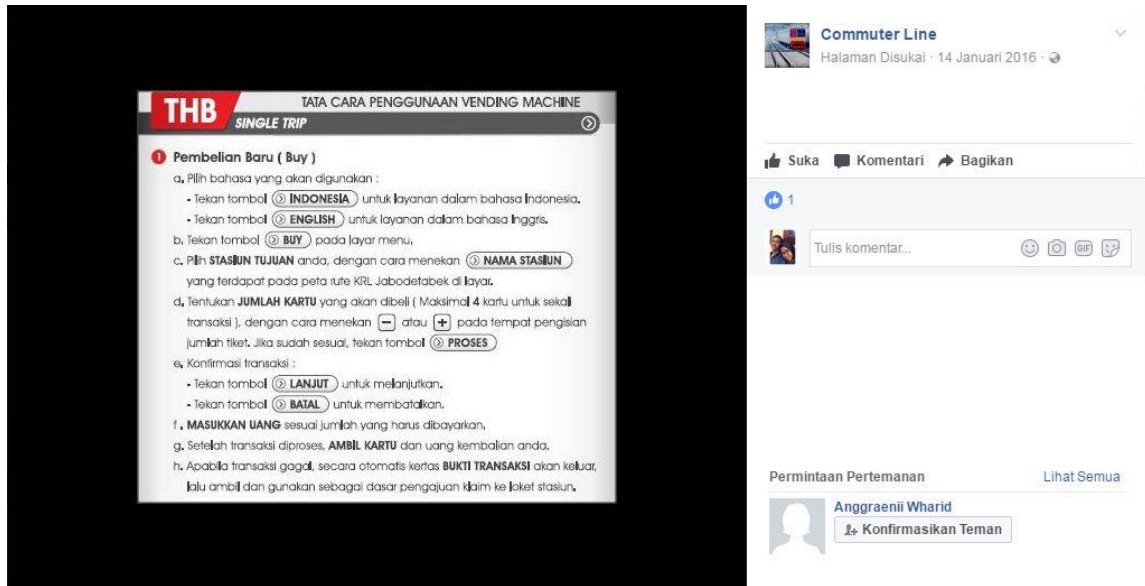 THB
TATA CARA PENGGUNAAN VENDING MACHINE
SINGLE TRIP
1 Pembelian Baru ( Buy )
a. Pilih bahasa yang akan digunakan :
- Tekan tombol INDONESIA untuk layanan dalam bahasa Indonesia.
- Tekan tombol ENGLISH untuk layanan dalam bahasa Inggris.
b. Tekan tombol BUY pada layar menu.
c. Pilih STASIUN TUJUAN anda, dengan cara menekan NAMA STASIUN
yang terdapat pada peta rute KRL Jabodetabek di layar.
d. Tentukan JUMLAH KARTU yang akan dibeli ( Maksimal 4 kartu untuk sekali
transaksi ), dengan cara menekan - atau + pada tempat pengisian
jumlah tiket. Jika sudah sesuai, tekan tombol PROSES
e. Konfirmasi transaksi :
- Tekan tombol LANJUT untuk melanjutkan.
- Tekan tombol BATAL untuk membatalkan.
f. MASUKKAN UANG sesuai jumlah yang harus dibayarkan.
g. Setelah transaksi diproses, AMBIL KARTU dan uang kembalian anda.
h. Apabila transaksi gagal, secara otomatis kertas BUKTI TRANSAKSI akan keluar,
lalu ambil dan gunakan sebagai dasar pengajuan klaim ke loket stasiun.
Commuter Line
Halaman Disukai · 14 Januari 2016 ·
Suka Komentari Bagikan
1
Tulis komentar...
GIF
Permintaan Pertemanan Lihat Semua
Anggraenii Wharid
Konfirmasikan Teman